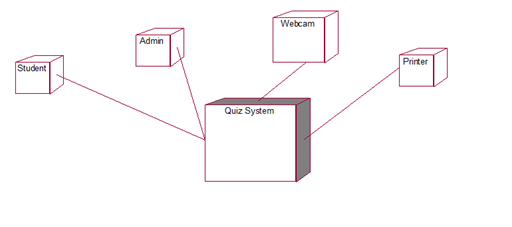 Webcam
Admin
Printer
Student
Quiz System